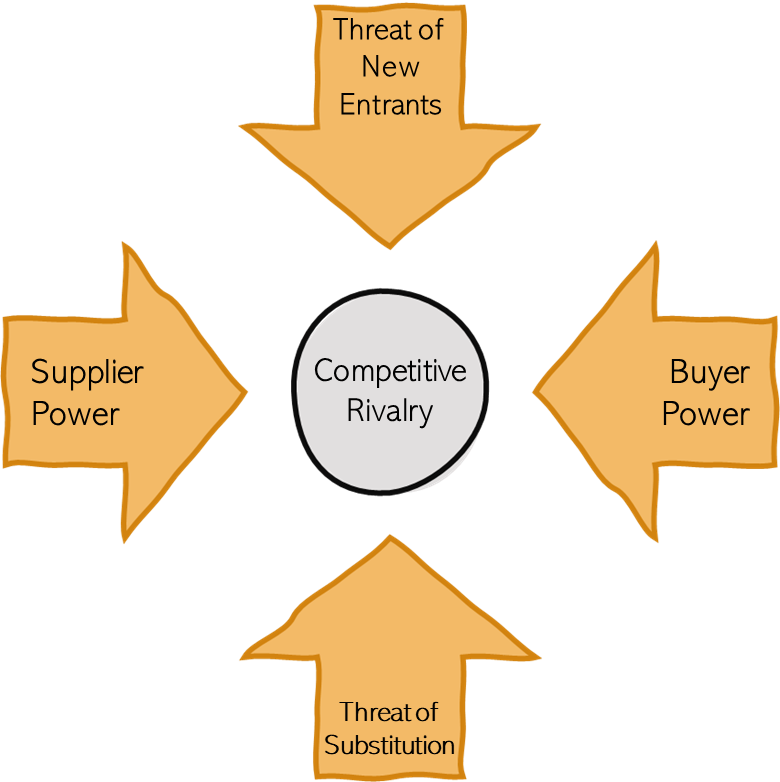 Threat of
New
Entrants
Supplier
Power
Competitive
Rivalry
Buyer
Power
Threat of
Substitution